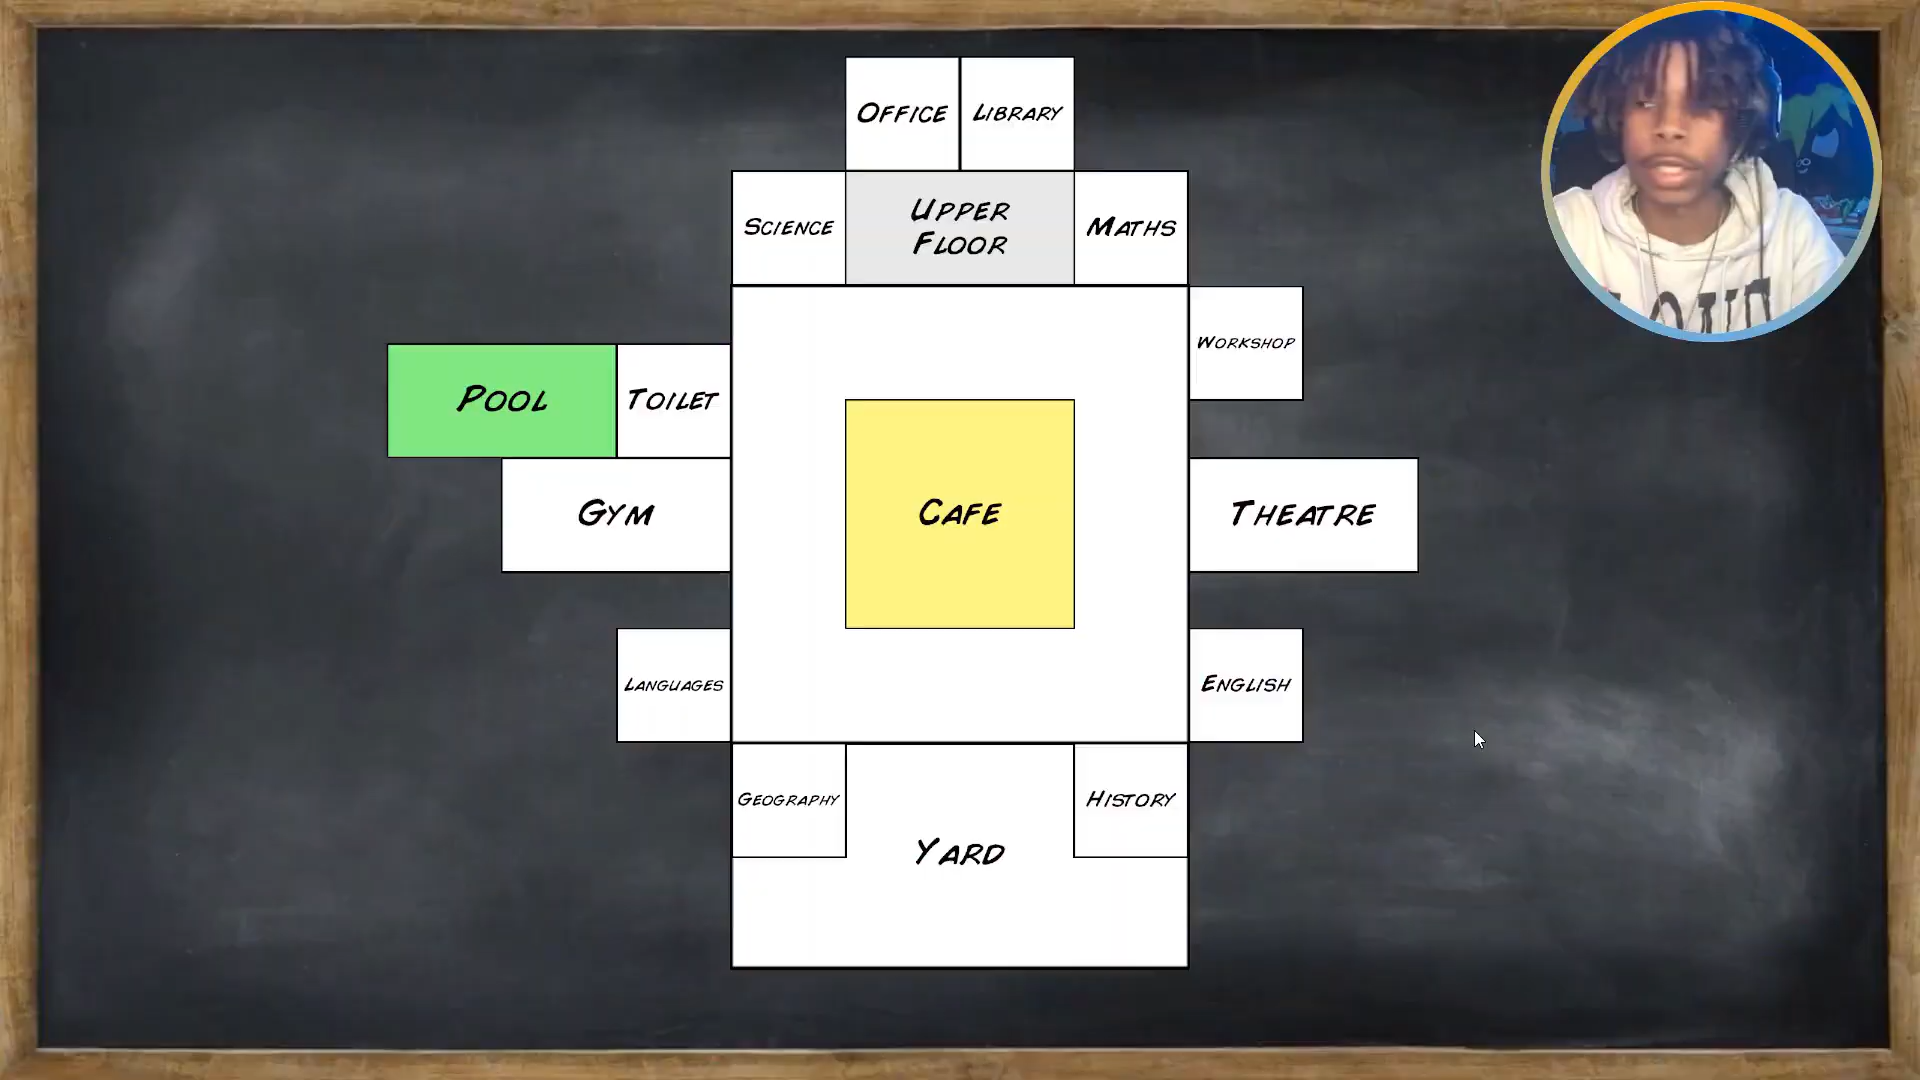 OFFICE
LIBRARY
SCIENCE
UPPER
FLOOR
MATHS
WORKSHOP
POOL
TOILET
GYM
CAFE
THEATRE
LANGUAGES
ENGLISH
GEOGRAPHY
YARD
HISTORY